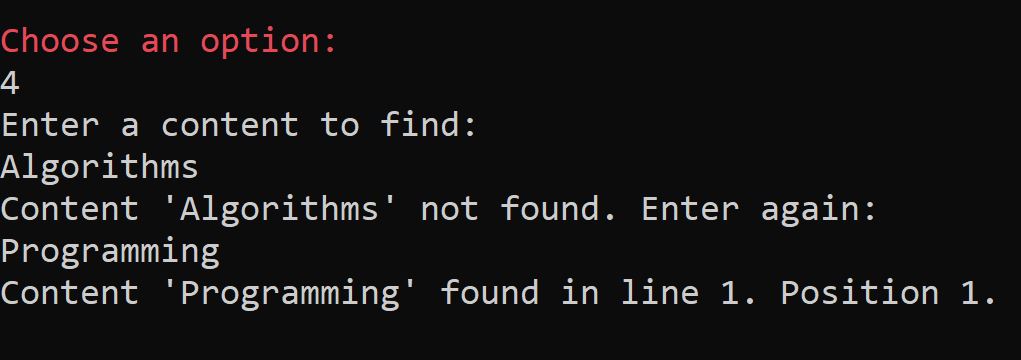 Choose an option:
4
Enter a content to find:
Algorithms
Content 'Algorithms' not found. Enter again:
Programming
Content 'Programming' found in line 1. Position 1.